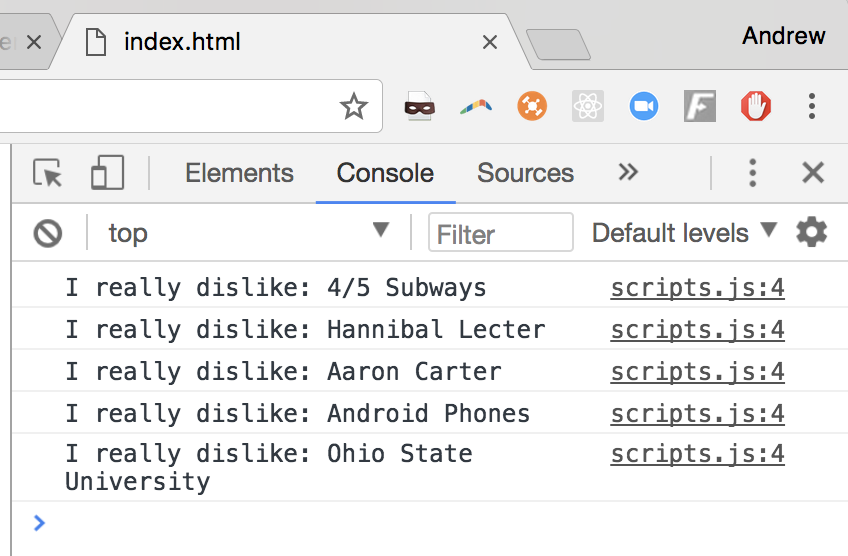 index.html
Andrew
Elements Console Sources »
top Filter Default levels
I really dislike: 4/5 Subways scripts.js:4
I really dislike: Hannibal Lecter scripts.js:4
I really dislike: Aaron Carter scripts.js:4
I really dislike: Android Phones scripts.js:4
I really dislike: Ohio State scripts.js:4
University